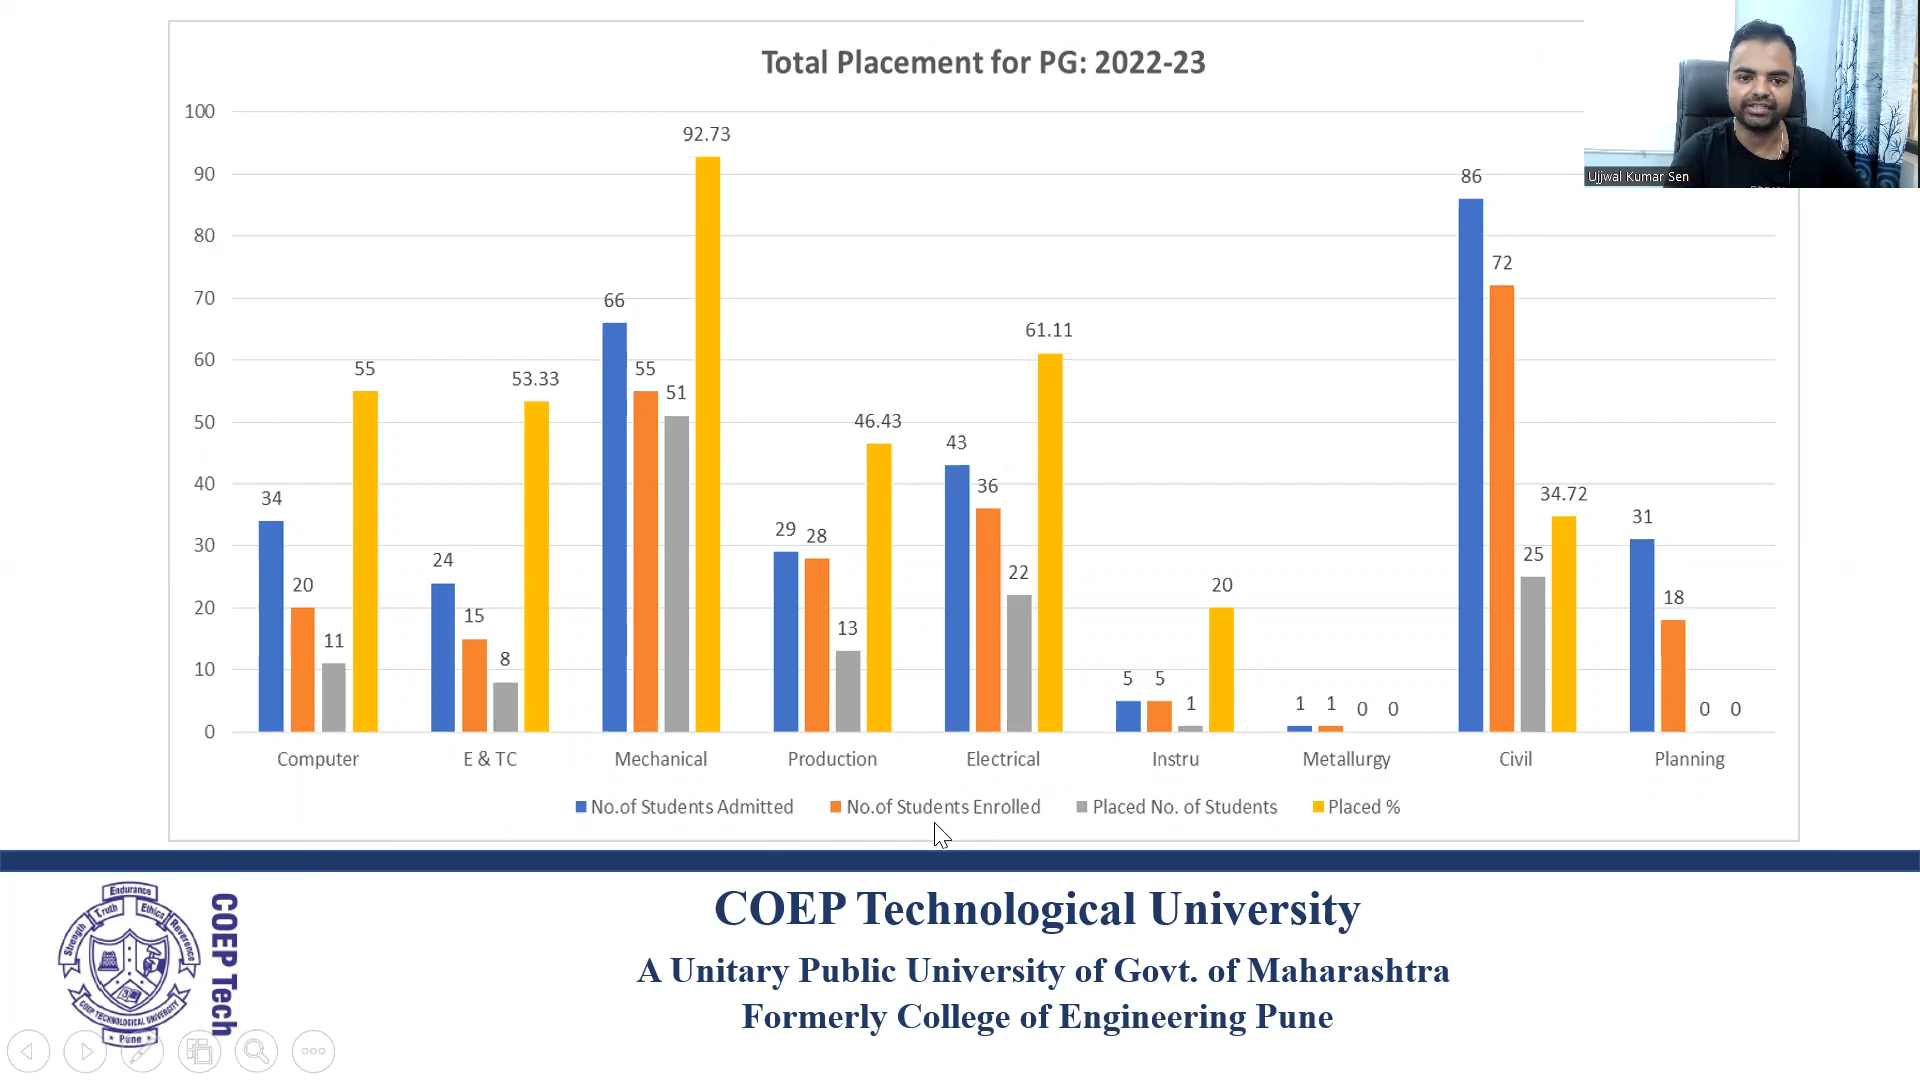 Total Placement for PG: 2022-23
Ujjwal Kumar Sen
100
90
80
70
60
50
40
30
20
10
0
34
20
11
55
24
15
8
53.33
66
55
51
92.73
29
28
13
46.43
43
36
22
61.11
5
5
1
20
1
1
0
0
86
72
25
34.72
31
18
0
0
Computer
E & TC
Mechanical
Production
Electrical
Instru
Metallurgy
Civil
Planning
No.of Students Admitted
No.of Students Enrolled
Placed No. of Students
Placed %
Strength
Truth
Endurance
Ethics
Reverence
COEP TECHNOLOGICAL UNIVERSITY
Pune
COEP Tech
COEP Technological University
A Unitary Public University of Govt. of Maharashtra
Formerly College of Engineering Pune